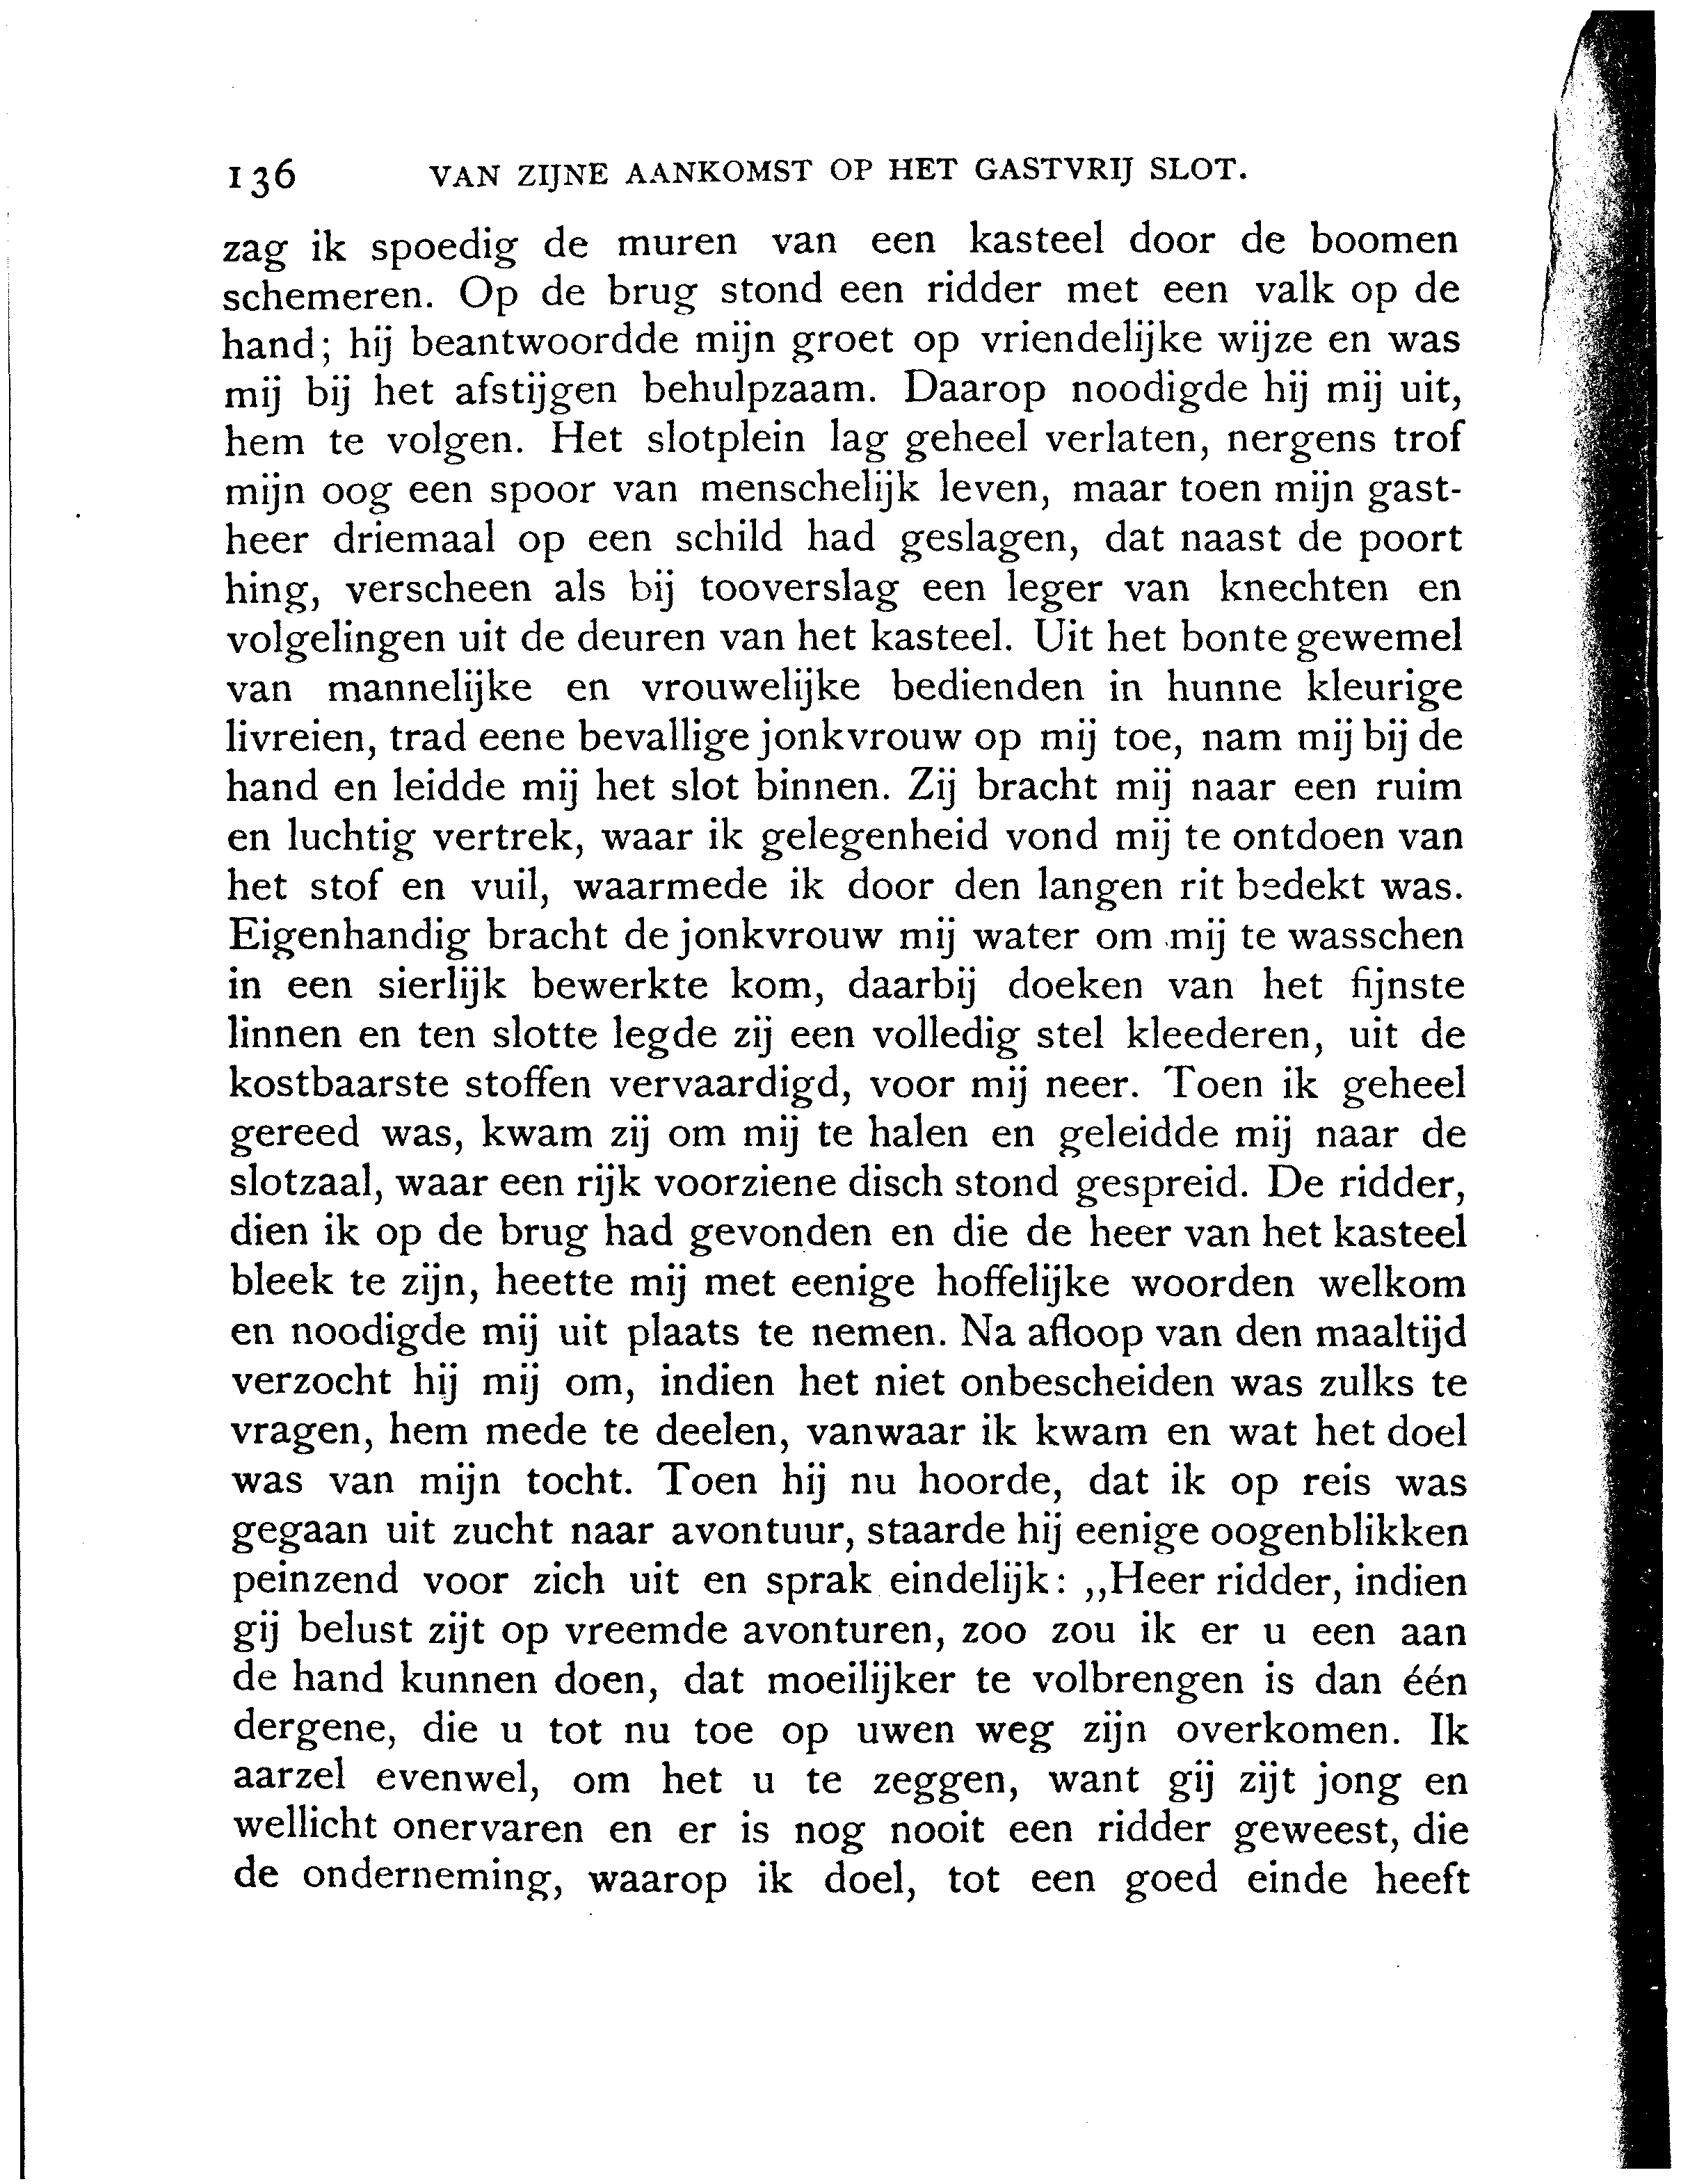 136 VAN ZIJNE AANKOMST OP HET GASTVRIJ SLOT.
zag ik spoedig de muren van een kasteel door de boomen
schemeren. Op de brug stond een ridder met een valk op de
hand; hij beantwoordde mijn groet op vriendelijke wijze en was
mij bij het afstijgen behulpzaam. Daarop noodigde hij mij uit,
hem te volgen. Het slotplein lag geheel verlaten, nergens trof
mijn oog een spoor van menschelijk leven, maar toen mijn gast-
heer driemaal op een schild had geslagen, dat naast de poort
hing, verscheen als bij tooverslag een leger van knechten en
volgelingen uit de deuren van het kasteel. Uit het bonte gewemel
van mannelijke en vrouwelijke bedienden in hunne kleurige
livreien, trad eene bevallige jonkvrouw op mij toe, nam mij bij de
hand en leidde mij het slot binnen. Zij bracht mij naar een ruim
en luchtig vertrek, waar ik gelegenheid vond mij te ontdoen van
het stof en vuil, waarmede ik door den langen rit bedekt was.
Eigenhandig bracht de jonkvrouw mij water om mij te wasschen
in een sierlijk bewerkte kom, daarbij doeken van het fijnste
linnen en ten slotte legde zij een volledig stel kleederen, uit de
kostbaarste stoffen vervaardigd, voor mij neer. Toen ik geheel
gereed was, kwam zij om mij te halen en geleidde mij naar de
slotzaal, waar een rijk voorziene disch stond gespreid. De ridder,
dien ik op de brug had gevonden en die de heer van het kasteel
bleek te zijn, heette mij met eenige hoffelijke woorden welkom
en noodigde mij uit plaats te nemen. Na afloop van den maaltijd
verzocht hij mij om, indien het niet onbescheiden was zulks te
vragen, hem mede te deelen, vanwaar ik kwam en wat het doel
was van mijn tocht. Toen hij nu hoorde, dat ik op reis was
gegaan uit zucht naar avontuur, staarde hij eenige oogenblikken
peinzend voor zich uit en sprak eindelijk: ,,Heer ridder, indien
gij belust zijt op vreemde avonturen, zoo zou ik er u een aan
de hand kunnen doen, dat moeilijker te volbrengen is dan één
dergene, die u tot nu toe op uwen weg zijn overkomen. Ik
aarzel evenwel, om het u te zeggen, want gij zijt jong en
wellicht onervaren en er is nog nooit een ridder geweest, die
de onderneming, waarop ik doel, tot een goed einde heeft